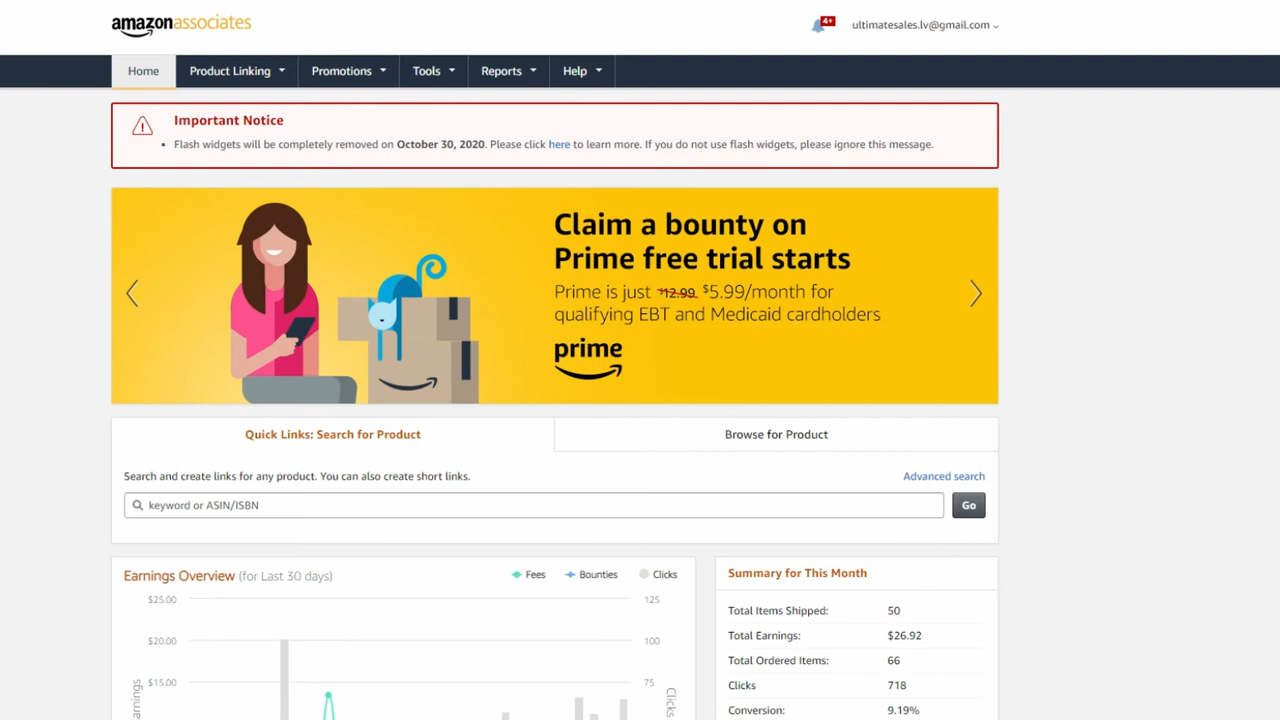 amazonassociates
4+
ultimatesales.lv@gmail.com
Home
Product Linking
Promotions
Tools
Reports
Help
Important Notice
• Flash widgets will be completely removed on October 30, 2020. Please click here to learn more. If you do not use flash widgets, please ignore this message.
Claim a bounty on
Prime free trial starts
Prime is just $12.99 $5.99/month for
qualifying EBT and Medicaid cardholders
prime
Quick Links: Search for Product
Browse for Product
Search and create links for any product. You can also create short links.
Advanced search
keyword or ASIN/ISBN
Go
Earnings Overview (for Last 30 days)
Fees
Bounties
Clicks
$25.00
125
$20.00
100
$15.00
75
Clicks
Summary for This Month
Total Items Shipped: 50
Total Earnings: $26.92
Total Ordered Items: 66
Clicks 718
Conversion: 9.19%